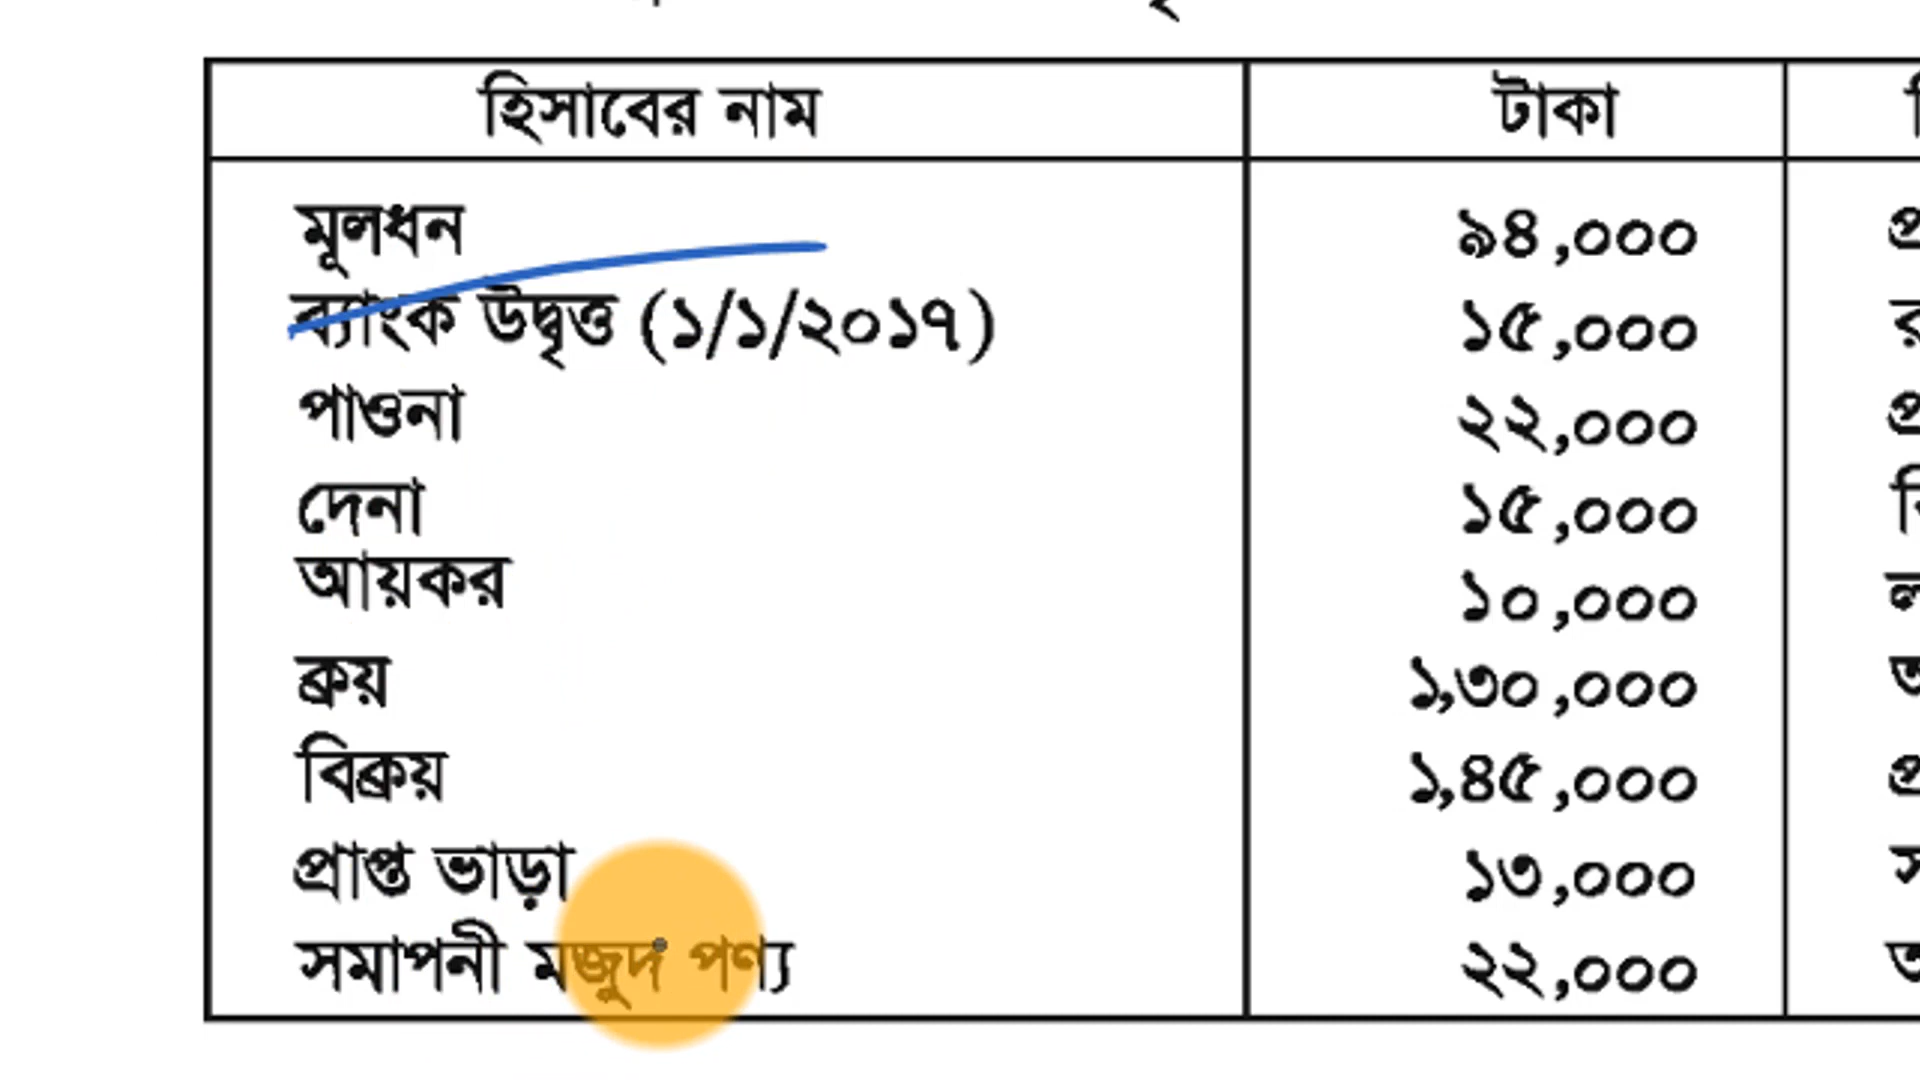 হিসাবের নাম টাকা
মূলধন ৯৪,০০০
ব্যাংক উদ্বৃত্ত (১/১/২০১৭) ১৫,০০০
পাওনা ২২,০০০
দেনা ১৫,০০০
আয়কর ১০,০০০
ক্রয় ১,৩০,০০০
বিক্রয় ১,৪৫,০০০
প্রাপ্ত ভাড়া ১৩,০০০
সমাপনী মজুদ পণ্য ২২,০০০